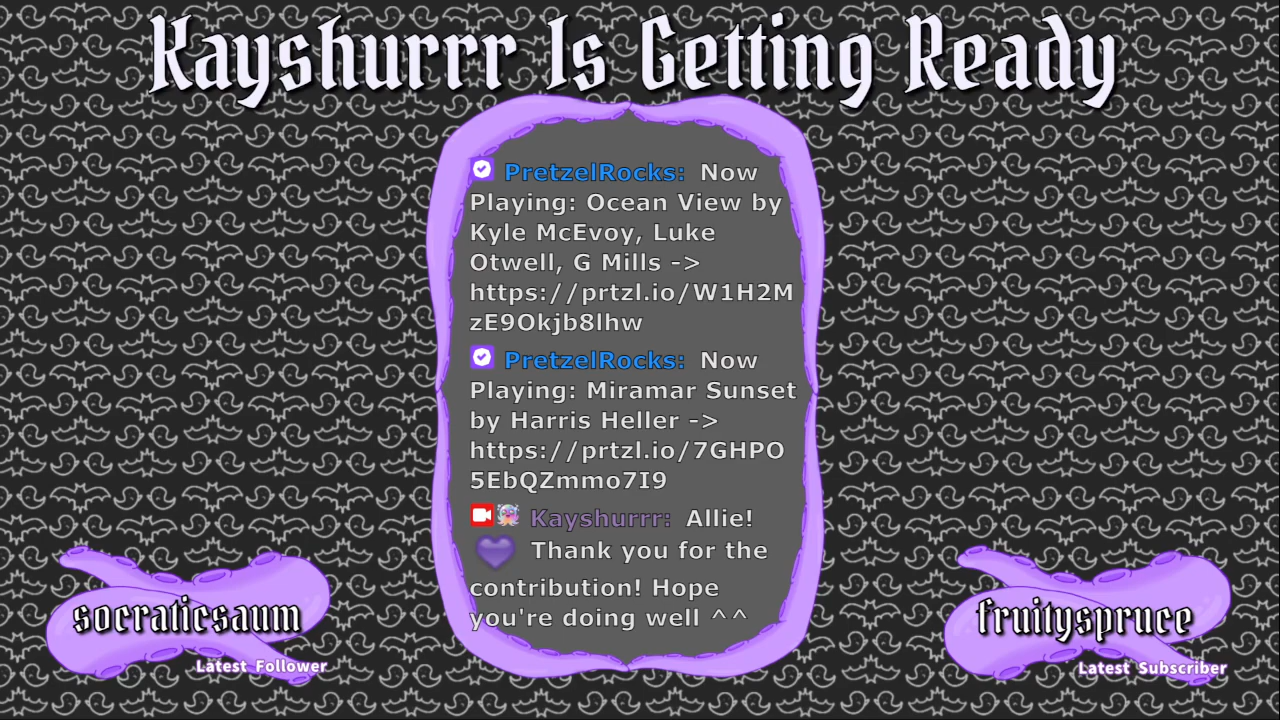 Kayshurrr Is Getting Ready
PretzelRocks: Now
Playing: Ocean View by
Kyle McEvoy, Luke
Otwell, G Mills ->
https://prtzl.io/W1H2M
zE9Okjb8lhw
PretzelRocks: Now
Playing: Miramar Sunset
by Harris Heller ->
https://prtzl.io/7GHPO
5EbQZmmo7I9
Kayshurrr: Allie!
Thank you for the
contribution! Hope
you're doing well ^^
socraticsaum
Latest Follower
fruityspruce
Latest Subscriber